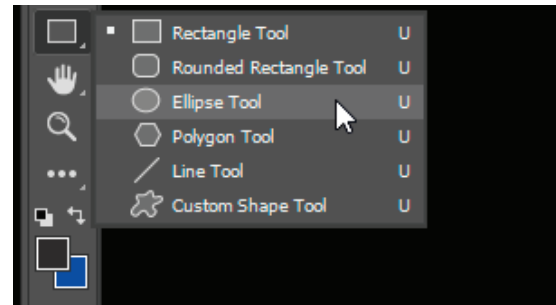 Rectangle Tool U
Rounded Rectangle Tool U
Ellipse Tool U
Polygon Tool U
Line Tool U
Custom Shape Tool U